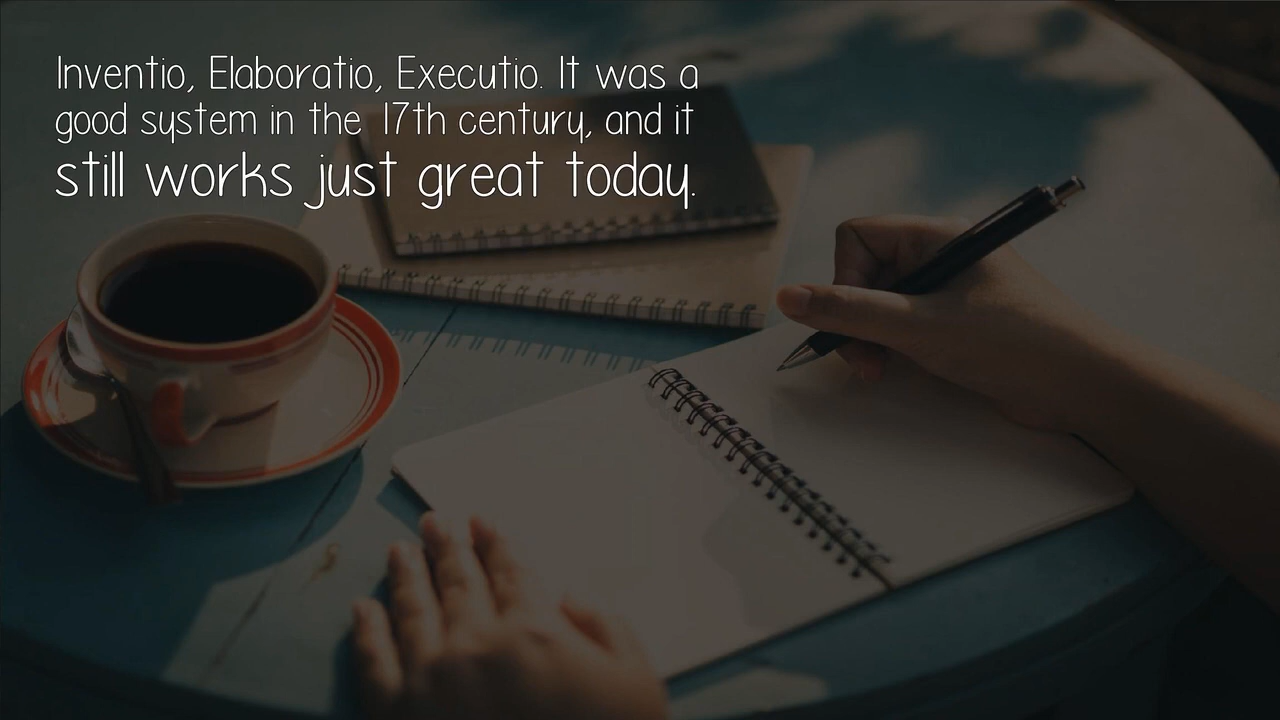 Inventio, Elaboratio, Executio. It was a
good system in the 17th century, and it
still works just great today.